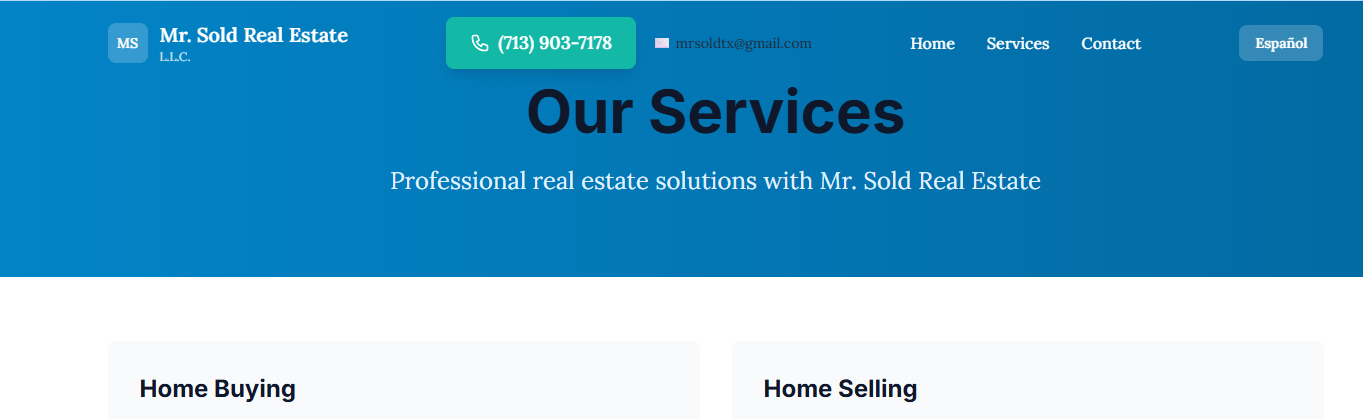 MS
Mr. Sold Real Estate
L.L.C.
(713) 903-7178
mrsoldtx@gmail.com
Home
Services
Contact
Español
Our Services
Professional real estate solutions with Mr. Sold Real Estate
Home Buying
Home Selling